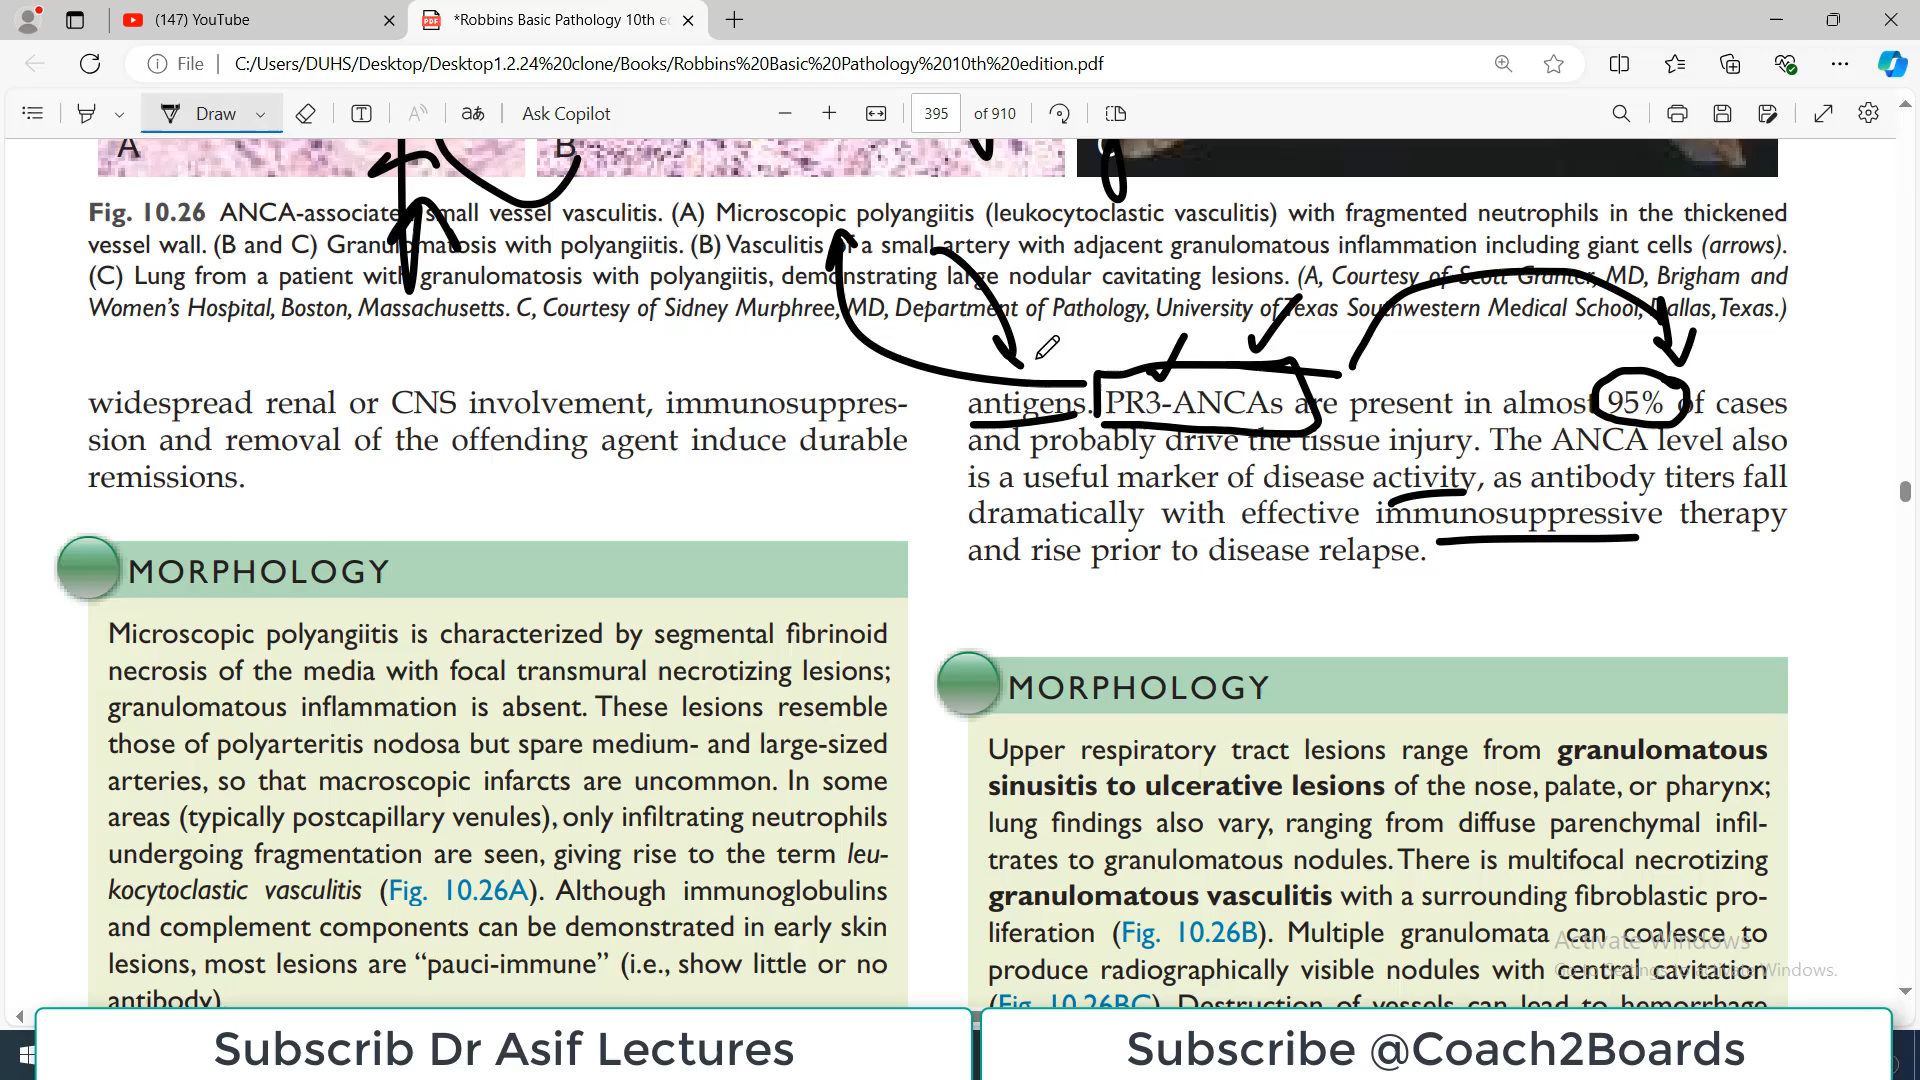 (147) YouTube
*Robbins Basic Pathology 10th e
File
C:/Users/DUHS/Desktop/Desktop1.2.24%20clone/Books/Robbins%20Basic%20Pathology%2010th%20edition.pdf
Draw
Ask Copilot
395
of 910
A
B
Fig. 10.26 ANCA-associated small vessel vasculitis. (A) Microscopic polyangiitis (leukocytoclastic vasculitis) with fragmented neutrophils in the thickened
vessel wall. (B and C) Granulomatosis with polyangiitis. (B) Vasculitis of a small artery with adjacent granulomatous inflammation including giant cells (arrows).
(C) Lung from a patient with granulomatosis with polyangiitis, demonstrating large nodular cavitating lesions. (A, Courtesy of Scott Granter, MD, Brigham and
Women's Hospital, Boston, Massachusetts. C, Courtesy of Sidney Murphree, MD, Department of Pathology, University of Texas Southwestern Medical School, Dallas, Texas.)
widespread renal or CNS involvement, immunosuppres-
sion and removal of the offending agent induce durable
remissions.
MORPHOLOGY
Microscopic polyangiitis is characterized by segmental fibrinoid
necrosis of the media with focal transmural necrotizing lesions;
granulomatous inflammation is absent. These lesions resemble
those of polyarteritis nodosa but spare medium- and large-sized
arteries, so that macroscopic infarcts are uncommon. In some
areas (typically postcapillary venules), only infiltrating neutrophils
undergoing fragmentation are seen, giving rise to the term leu-
kocytoclastic vasculitis (Fig. 10.26A). Although immunoglobulins
and complement components can be demonstrated in early skin
lesions, most lesions are “pauci-immune” (i.e., show little or no
antibody).
antigens. PR3-ANCAs are present in almost 95% of cases
and probably drive the tissue injury. The ANCA level also
is a useful marker of disease activity, as antibody titers fall
dramatically with effective immunosuppressive therapy
and rise prior to disease relapse.
MORPHOLOGY
Upper respiratory tract lesions range from granulomatous
sinusitis to ulcerative lesions of the nose, palate, or pharynx;
lung findings also vary, ranging from diffuse parenchymal infil-
trates to granulomatous nodules. There is multifocal necrotizing
granulomatous vasculitis with a surrounding fibroblastic pro-
liferation (Fig. 10.26B). Multiple granulomata can coalesce to
produce radiographically visible nodules with central cavitation
(Fig. 10.26BC). Destruction of vessels can lead to hemorrhage
Activate Windows
Go to Settings to activate Windows.
Subscrib Dr Asif Lectures
Subscribe @Coach2Boards